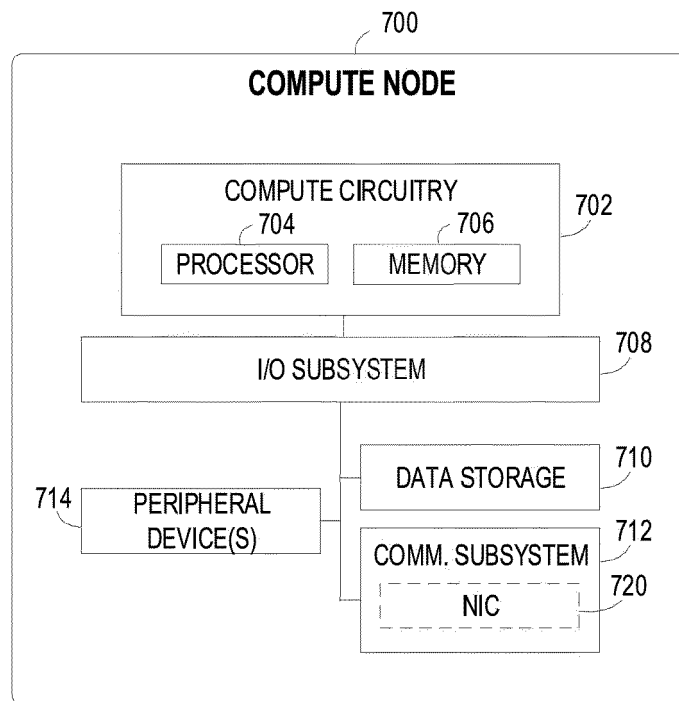 700
COMPUTE NODE
COMPUTE CIRCUITRY
702
704
706
PROCESSOR
MEMORY
708
I/O SUBSYSTEM
710
DATA STORAGE
714
PERIPHERAL
DEVICE(S)
712
COMM. SUBSYSTEM
720
NIC